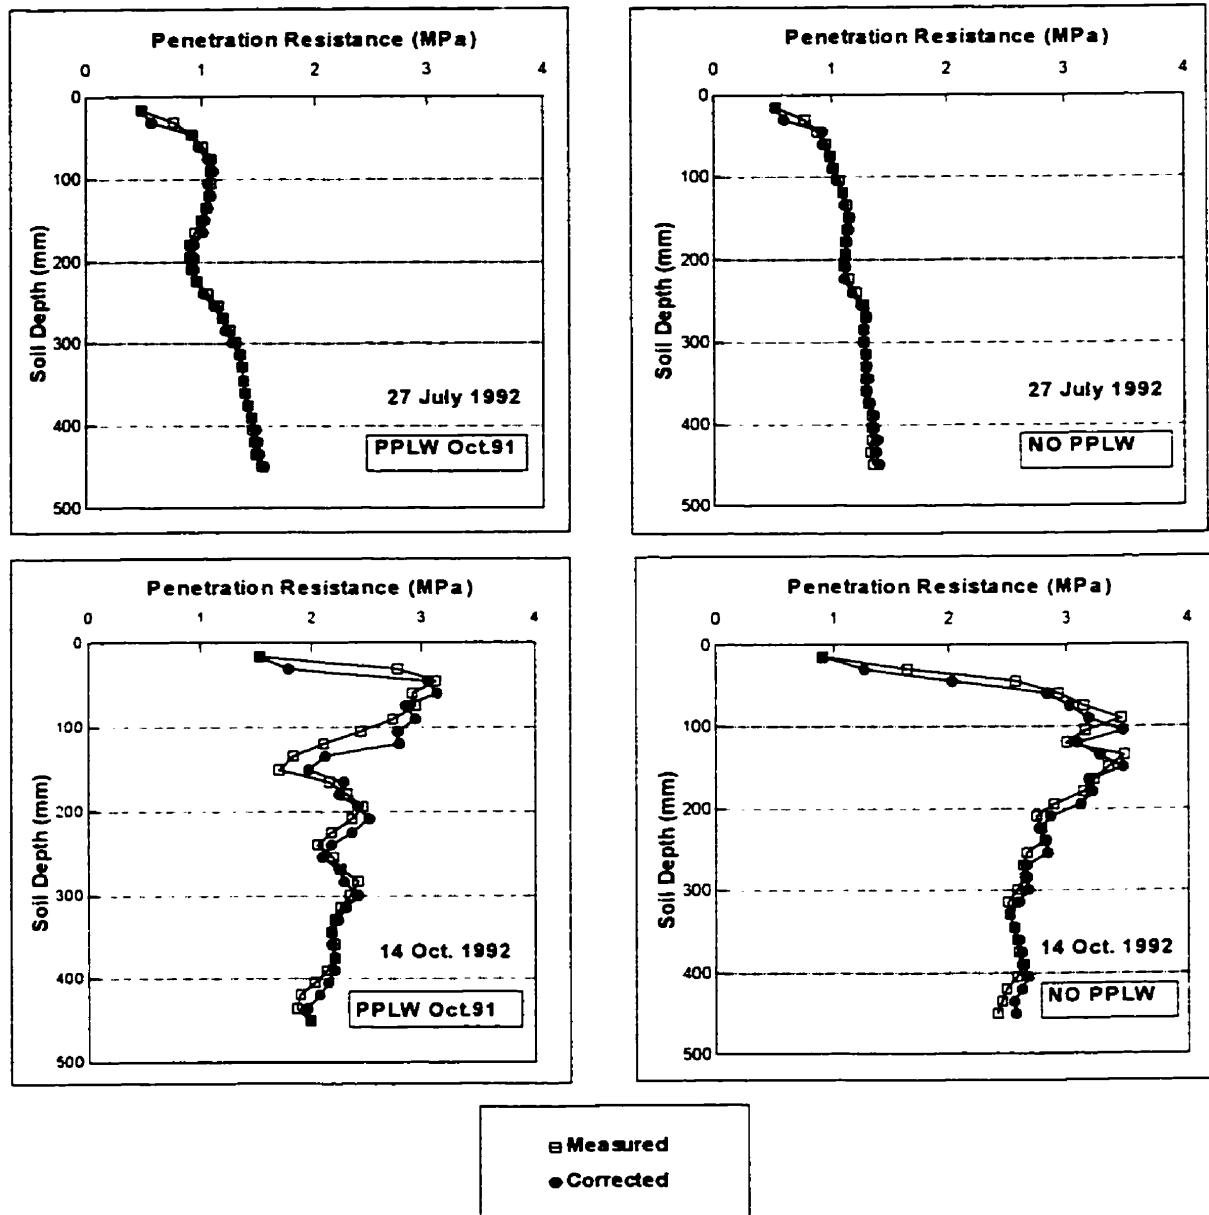 Penetration Resistance (MPa)
0 1 2 3 4
0
100
200
300
400
500
Soil Depth (mm)
27 July 1992
PPLW Oct.91
Penetration Resistance (MPa)
0 1 2 3 4
0
100
200
300
400
500
Soil Depth (mm)
27 July 1992
NO PPLW
Penetration Resistance (MPa)
0 1 2 3 4
0
100
200
300
400
500
Soil Depth (mm)
14 Oct. 1992
PPLW Oct.91
Penetration Resistance (MPa)
0 1 2 3 4
0
100
200
300
400
500
Soil Depth (mm)
14 Oct. 1992
NO PPLW
Measured
Corrected